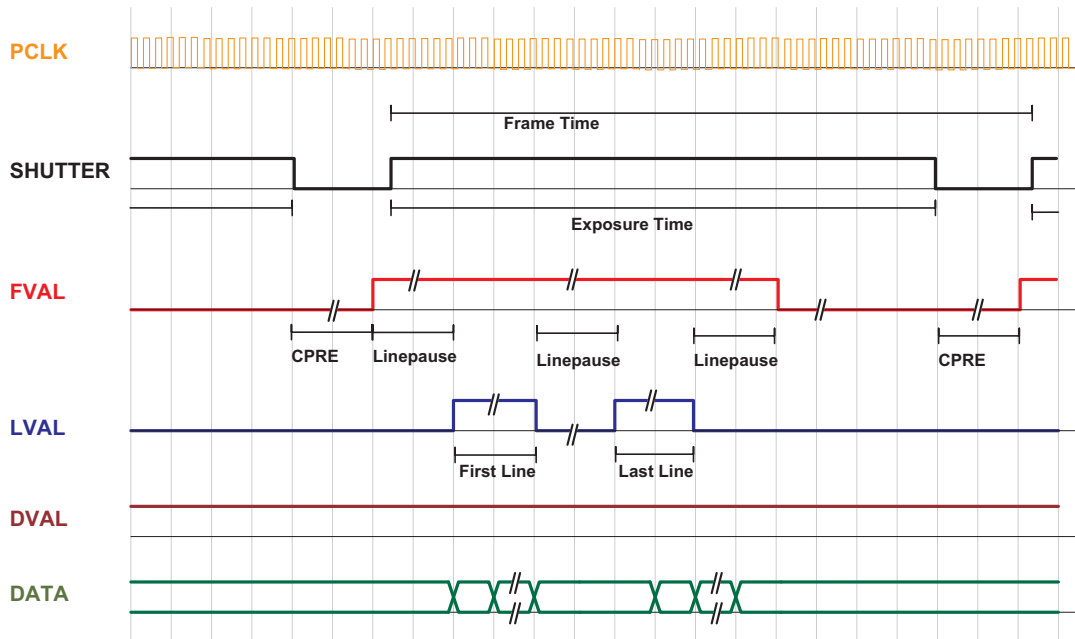 PCLK
Frame Time
SHUTTER
Exposure Time
FVAL
CPRE
Linepause
Linepause
Linepause
CPRE
LVAL
First Line
Last Line
DVAL
DATA